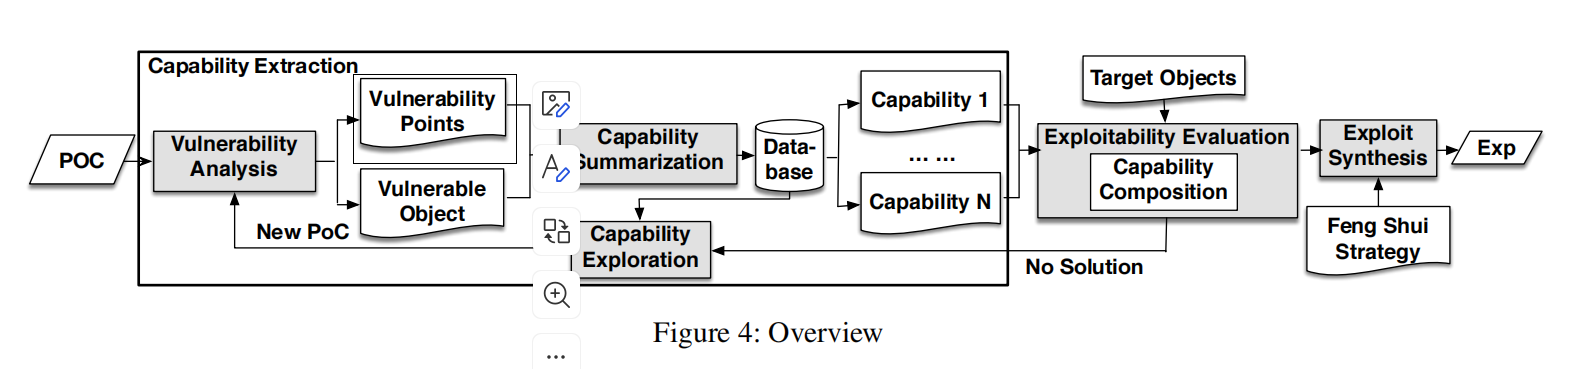 Capability Extraction
POC
Vulnerability
Analysis
Vulnerability
Points
Vulnerable
Object
New PoC
Capability
Summarization
Data-
base
Capability
Exploration
Capability 1
... ...
Capability N
Target Objects
Exploitability Evaluation
Capability
Composition
No Solution
Exploit
Synthesis
Exp
Feng Shui
Strategy
Figure 4: Overview